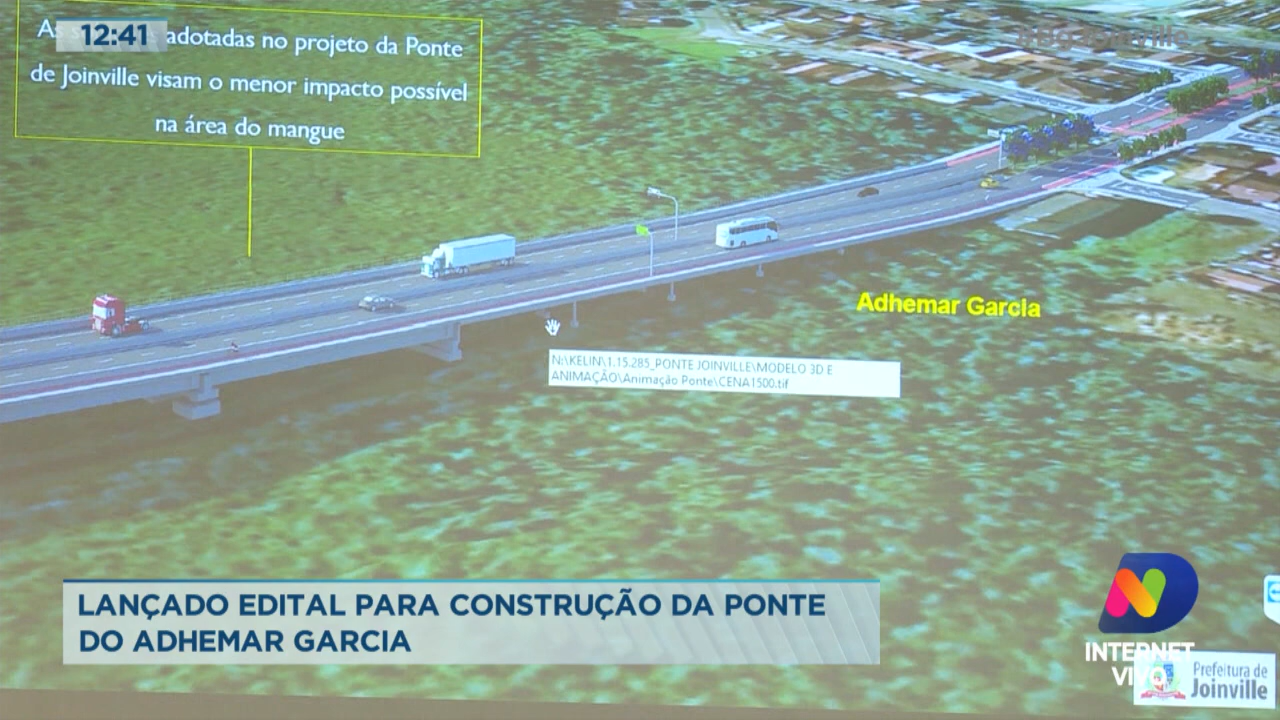 12:41
As adotadas no projeto da Ponte
de Joinville visam o menor impacto possível
na área do mangue
Adhemar Garcia
N:\KELIN\1.15.285_PONTE JOINVILLE\MODELO 3D E
ANIMAÇÃO\Animação Ponte\CENA1500.tif
LANÇADO EDITAL PARA CONSTRUÇÃO DA PONTE
DO ADHEMAR GARCIA
INTERNET
VIVO
Prefeitura de
Joinville